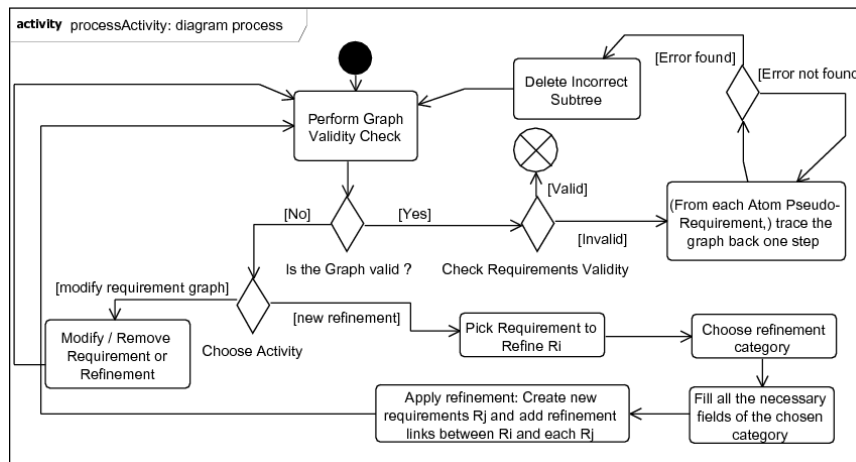 activity processActivity: diagram process
[Error found]
[Error not found]
Delete Incorrect
Subtree
Perform Graph
Validity Check
[Valid]
(From each Atom Pseudo-
Requirement,) trace the
graph back one step
[No]
[Yes]
[Invalid]
Is the Graph valid ?
Check Requirements Validity
[modify requirement graph]
[new refinement]
Choose Activity
Modify / Remove
Requirement or
Refinement
Pick Requirement to
Refine Ri
Choose refinement
category
Apply refinement: Create new
requirements Rj and add refinement
links between Ri and each Rj
Fill all the necessary
fields of the chosen
category